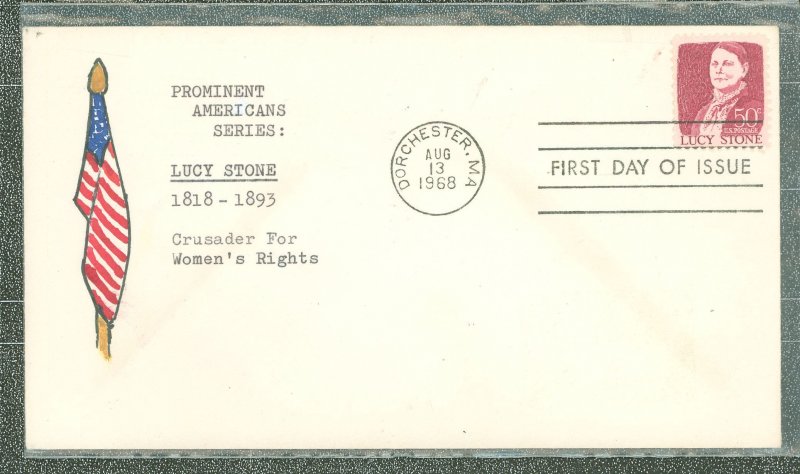 PROMINENT
AMERICANS
SERIES:
LUCY STONE
1818 - 1893
Crusader For
Women's Rights
DORCHESTER, MA
AUG
13
1968
50c
U.S. POSTAGE
LUCY STONE
FIRST DAY OF ISSUE